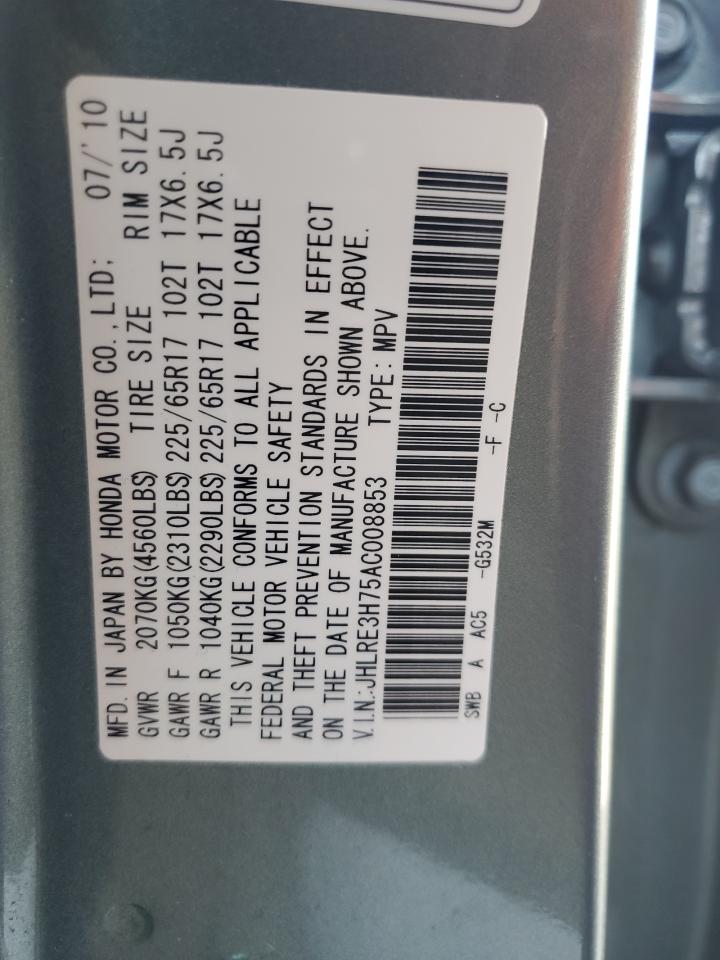 MFD. IN JAPAN BY HONDA MOTOR CO., LTD; 07/'10
GVWR 2070KG(4560LBS) TIRE SIZE RIM SIZE
GAWR F 1050KG(2310LBS) 225/65R17 102T 17X6.5J
GAWR R 1040KG(2290LBS) 225/65R17 102T 17X6.5J
THIS VEHICLE CONFORMS TO ALL APPLICABLE
FEDERAL MOTOR VEHICLE SAFETY
AND THEFT PREVENTION STANDARDS IN EFFECT
ON THE DATE OF MANUFACTURE SHOWN ABOVE.
V.I.N.:JHLRE3H75AC008853 TYPE: MPV
SWB A AC5 -G532M -F -C